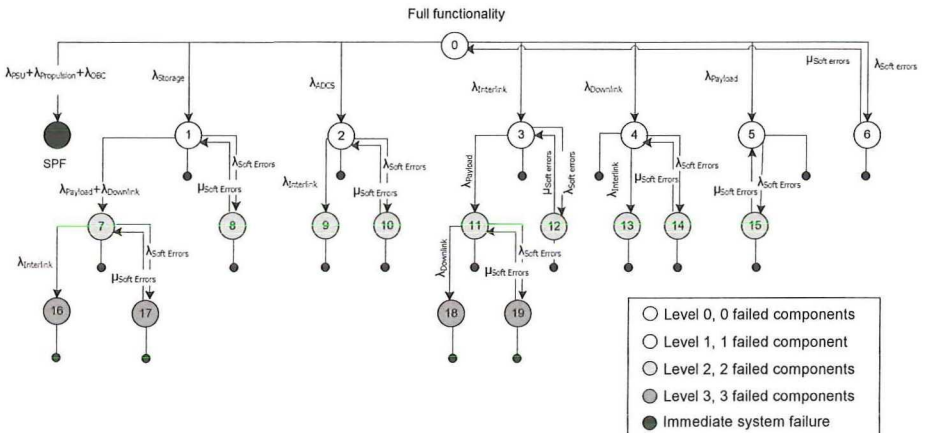 Full functionality
0
λPSU+λPropulsion+λOBC
λStorage
λADCS
λInterlink
λDownlink
λPayload
μSoft errors
λSoft errors
SPF
1
2
3
4
5
6
λPayload+λDownlink
λSoft Errors
μSoft Errors
λInterlink
λSoft Errors
μSoft Errors
λPayload
μSoft errors
λSoft errors
λInterlink
λSoft Errors
μSoft Errors
μSoft Errors
λSoft Errors
7
8
9
10
11
12
13
14
15
λInterlink
λSoft Errors
μSoft Errors
λDownlink
λSoft Errors
μSoft Errors
16
17
18
19
Level 0, 0 failed components
Level 1, 1 failed component
Level 2, 2 failed components
Level 3, 3 failed components
Immediate system failure